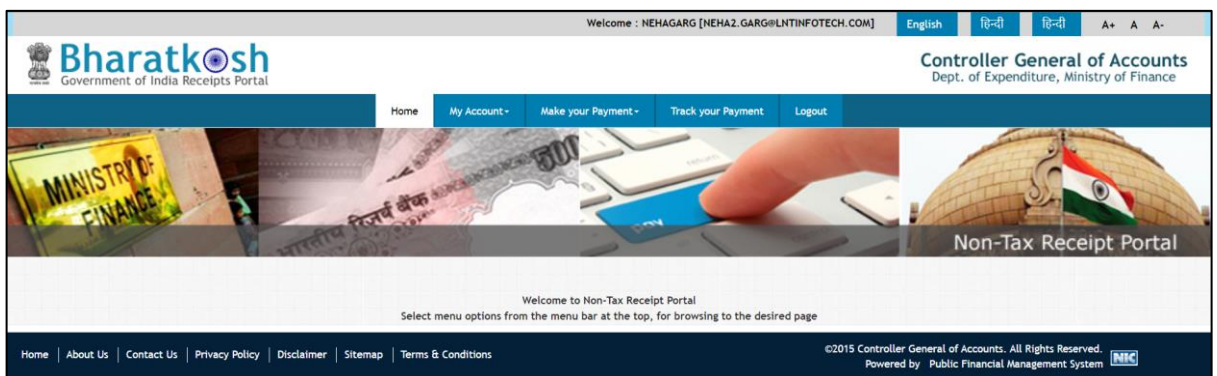 Welcome : NEHAGARG [NEHA2.GARG@LNTINFOTECH.COM] English हिन्दी हिन्दी A+ A A-
Bharatkosh
Government of India Receipts Portal
Controller General of Accounts
Dept. of Expenditure, Ministry of Finance
Home My Account Make your Payment Track your Payment Logout
MINISTRY OF
FINANCE
500
भारतीय रिज़र्व बैंक
return
pay
Non-Tax Receipt Portal
Welcome to Non-Tax Receipt Portal
Select menu options from the menu bar at the top, for browsing to the desired page
Home | About Us | Contact Us | Privacy Policy | Disclaimer | Sitemap | Terms & Conditions
©2015 Controller General of Accounts. All Rights Reserved.
Powered by Public Financial Management System NIC